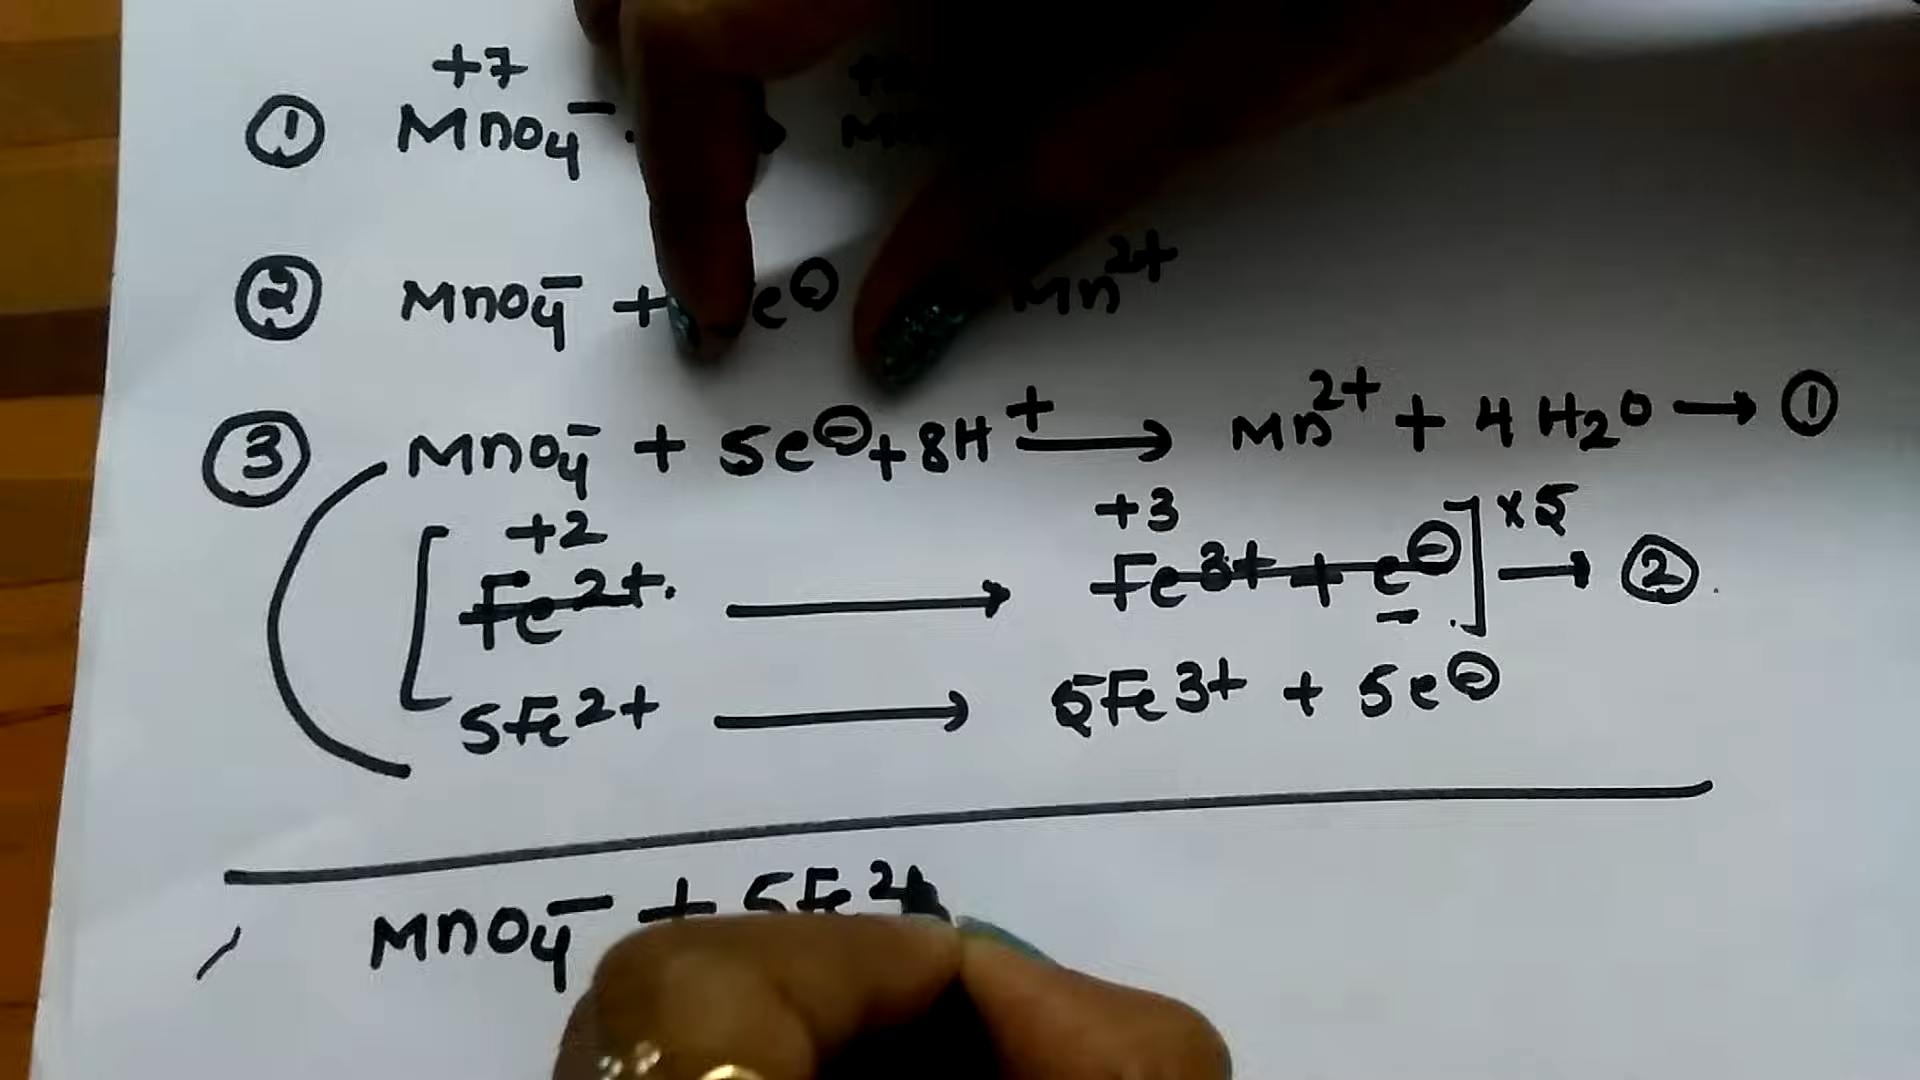 +7
① MnO₄⁻
② MnO₄⁻ + e⊖ Mn²⁺
③ MnO₄⁻ + 5e⊖ + 8H⁺ ⟶ Mn²⁺ + 4H₂O ⟶ ①
+2 +3
[Fe²⁺. ⟶ Fe³⁺ + e⊖] ×5 ⟶ ②.
5Fe²⁺ ⟶ 5Fe³⁺ + 5e⊖
MnO₄⁻ + 5Fe²⁺